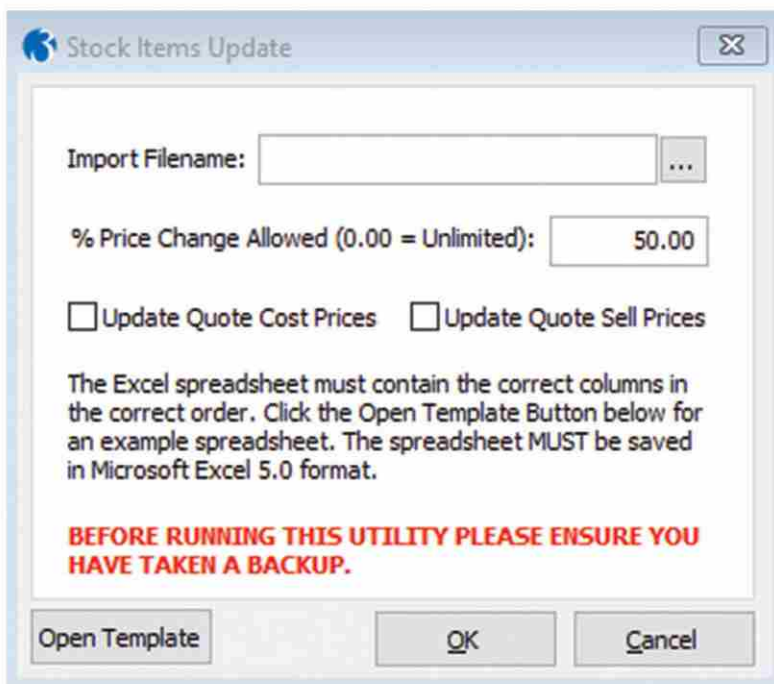 Stock Items Update
Import Filename:
...
% Price Change Allowed (0.00 = Unlimited):
50.00
Update Quote Cost Prices
Update Quote Sell Prices
The Excel spreadsheet must contain the correct columns in
the correct order. Click the Open Template Button below for
an example spreadsheet. The spreadsheet MUST be saved
in Microsoft Excel 5.0 format.
BEFORE RUNNING THIS UTILITY PLEASE ENSURE YOU
HAVE TAKEN A BACKUP.
Open Template
OK
Cancel